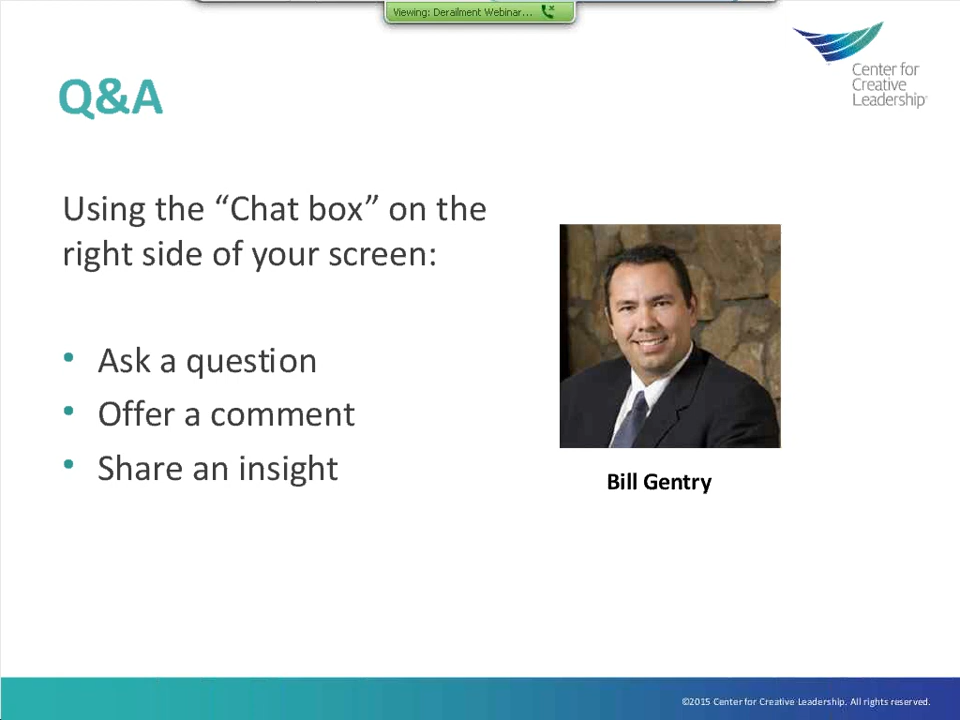 Viewing: Derailment Webinar...
Center for
Creative
Leadership®
Q&A
Using the “Chat box” on the
right side of your screen:
• Ask a question
• Offer a comment
• Share an insight
Bill Gentry
©2015 Center for Creative Leadership. All rights reserved.